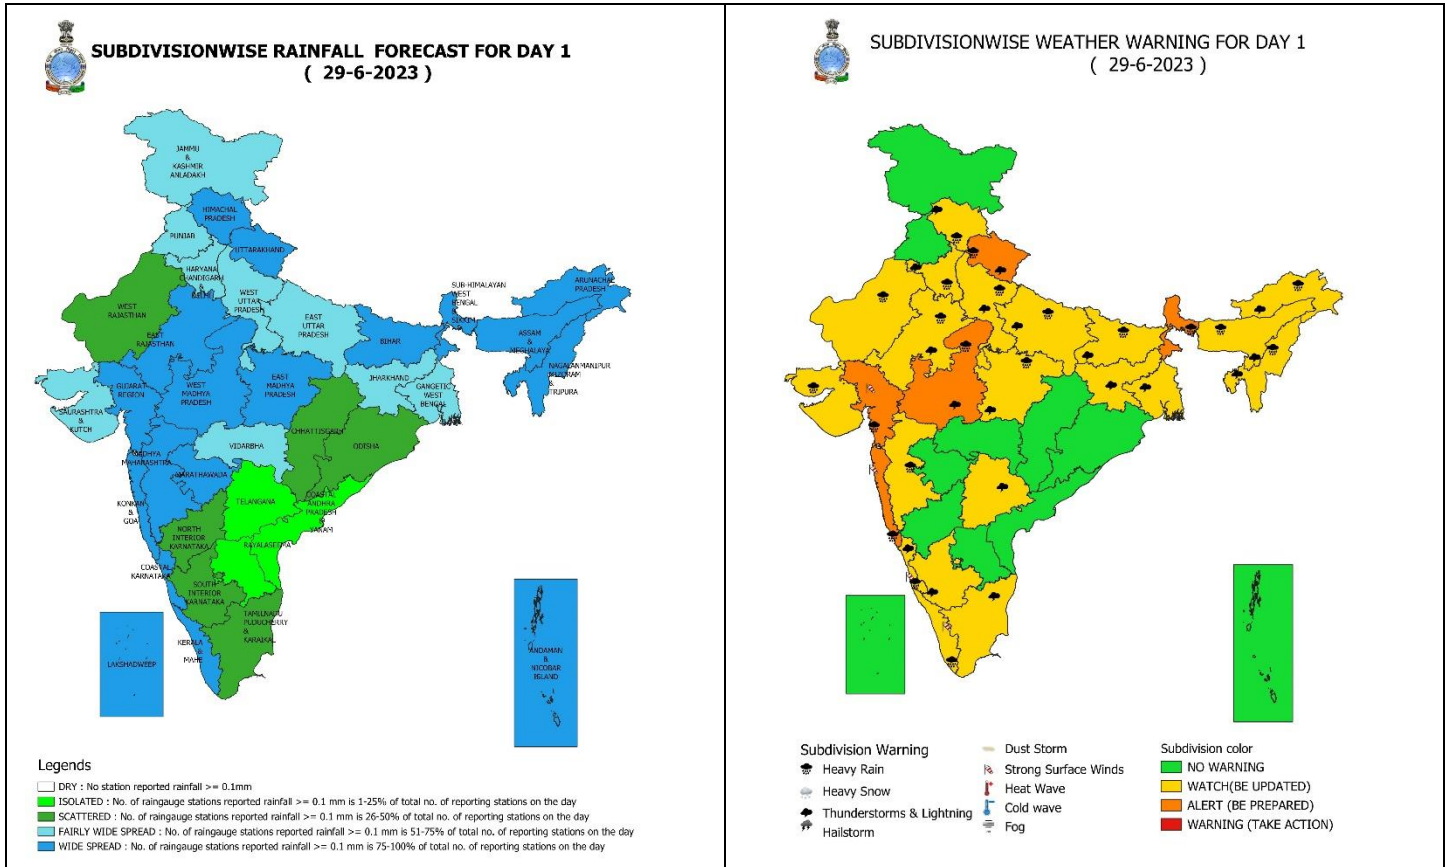 SUBDIVISIONWISE RAINFALL FORECAST FOR DAY 1
( 29-6-2023 )
JAMMU
&
KASHMIR
ANLADAKH
HIMACHAL
PRADESH
PUNJAB
UTTARAKHAND
HARYANA
CHANDIGARH
&
DELHI
WEST
RAJASTHAN
WEST
UTTAR
PRADESH
EAST
UTTAR
PRADESH
EAST
RAJASTHAN
SUB-HIMALAYAN
WEST
BENGAL
&
SIKKIM
ARUNACHAL
PRADESH
ASSAM
&
MEGHALAYA
NAGALANMANIPUR
MIZORAM
&
TRIPURA
BIHAR
JHARKHAND
GANGETIC
WEST
BENGAL
GUJARAT
REGION
WEST
MADHYA
PRADESH
EAST
MADHYA
PRADESH
SAURASHTRA
&
KUTCH
CHHATTISGARH
ODISHA
VIDARBHA
MADHYA
MAHARASHTRA
MARATHAWADA
KONKAN
&
GOA
TELANGANA
COASTAL
ANDHRA
PRADESH
&
YANAM
NORTH
INTERIOR
KARNATAKA
RAYALASEEMA
COASTAL
KARNATAKA
SOUTH
INTERIOR
KARNATAKA
TAMILNADU
PUDUCHERRY
&
KARAIKAL
KERALA
&
MAHE
LAKSHADWEEP
ANDAMAN
&
NICOBAR
ISLAND
Legends
DRY : No station reported rainfall >= 0.1mm
ISOLATED : No. of raingauge stations reported rainfall >= 0.1 mm is 1-25% of total no. of reporting stations on the day
SCATTERED : No. of raingauge stations reported rainfall >= 0.1 mm is 26-50% of total no. of reporting stations on the day
FAIRLY WIDE SPREAD : No. of raingauge stations reported rainfall >= 0.1 mm is 51-75% of total no. of reporting stations on the day
WIDE SPREAD : No. of raingauge stations reported rainfall >= 0.1 mm is 75-100% of total no. of reporting stations on the day
SUBDIVISIONWISE WEATHER WARNING FOR DAY 1
( 29-6-2023 )
Subdivision Warning
Heavy Rain
Heavy Snow
Thunderstorms & Lightning
Hailstorm
Dust Storm
Strong Surface Winds
Heat Wave
Cold wave
Fog
Subdivision color
NO WARNING
WATCH(BE UPDATED)
ALERT (BE PREPARED)
WARNING (TAKE ACTION)